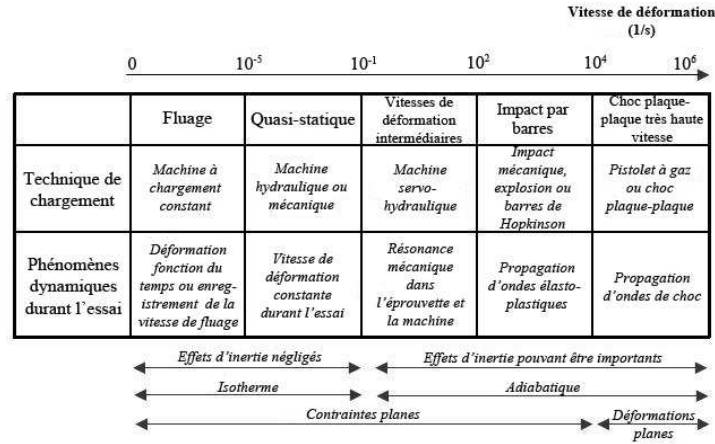 Vitesse de déformation
(1/s)
0 10-5 10-1 10² 10⁴ 10⁶
Fluage
Quasi-statique
Vitesses de
déformation
intermédiaires
Impact par
barres
Choc plaque-
plaque très haute
vitesse
Technique de
chargement
Machine à
chargement
constant
Machine
hydraulique ou
mécanique
Machine
servo-
hydraulique
Impact
mécanique,
explosion ou
barres de
Hopkinson
Pistolet à gaz
ou choc
plaque-plaque
Phénomènes
dynamiques
durant l'essai
Déformation
fonction du
temps ou enreg-
istrement de la
vitesse de fluage
Vitesse de
déformation
constante
durant l'essai
Résonance
mécanique
dans
l'éprouvette et
la machine
Propagation
d'ondes élasto-
plastiques
Propagation
d'ondes de choc
Effets d'inertie négligés
Effets d'inertie pouvant être importants
Isotherme
Adiabatique
Contraintes planes
Déformations
planes